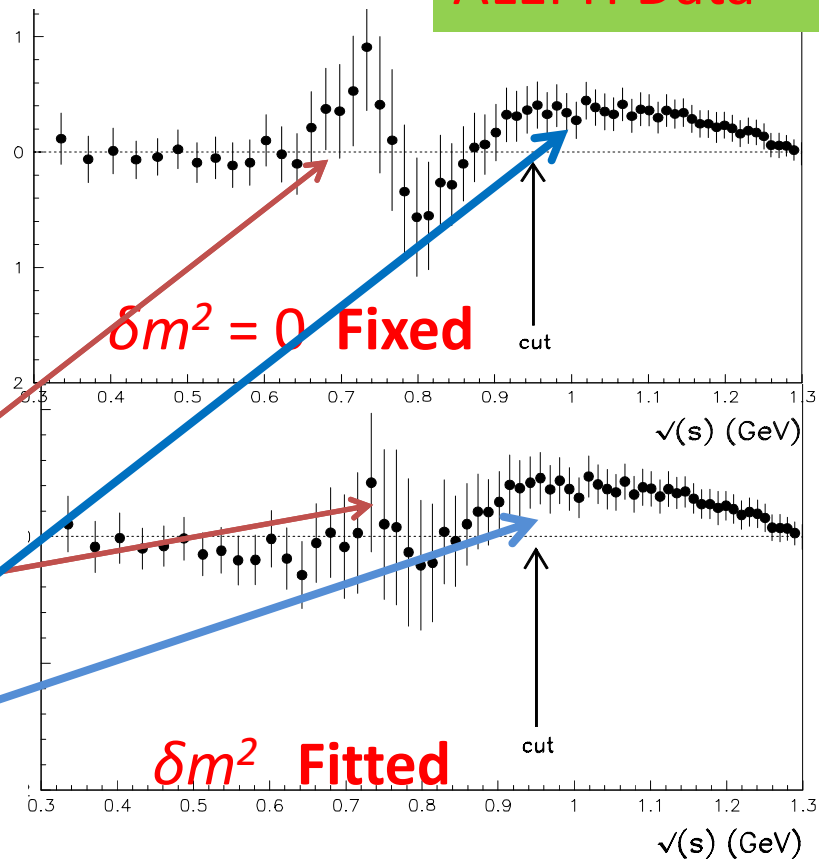 Data
1
0
1
2
δm² = 0 Fixed
cut
0.3 0.4 0.5 0.6 0.7 0.8 0.9 1 1.1 1.2 1.3
√(s) (GeV)
δm² Fitted
cut
0.3 0.4 0.5 0.6 0.7 0.8 0.9 1 1.1 1.2 1.3
√(s) (GeV)